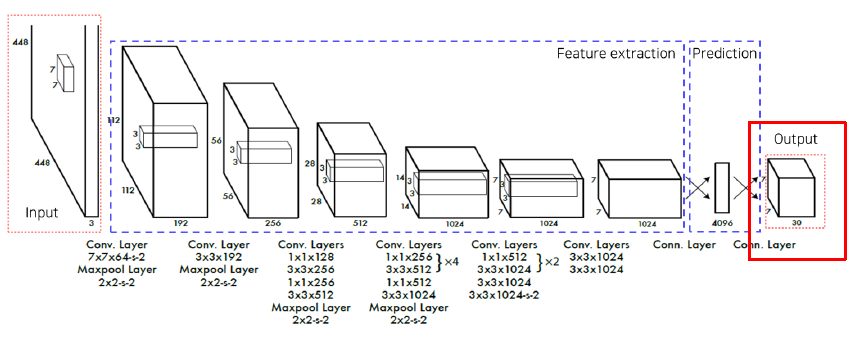 Feature extraction
Prediction
Output
Input
448
448
7
7
3
112
112
3
3
192
56
56
3
3
256
28
28
3
3
512
14
14
3
3
1024
7
7
3
3
1024
7
7
1024
4096
7
7
30
Conv. Layer
7x7x64-s-2
Maxpool Layer
2x2-s-2
Conv. Layer
3x3x192
Maxpool Layer
2x2-s-2
Conv. Layers
1x1x128
3x3x256
1x1x256
3x3x512
Maxpool Layer
2x2-s-2
Conv. Layers
1x1x256
3x3x512
}×4
1x1x512
3x3x1024
Maxpool Layer
2x2-s-2
Conv. Layers
1x1x512
3x3x1024
}×2
3x3x1024
3x3x1024-s-2
Conv. Layers
3x3x1024
3x3x1024
Conn. Layer
Conn. Layer